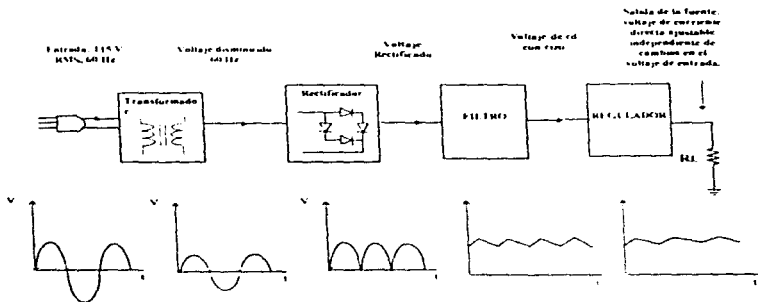 Entrada, 115 V
RMS, 60 Hz
Voltaje disminuido
60 Hz
Voltaje
Rectificado
Voltaje de cd
con rizo
Salida de la fuente,
voltaje de corriente
directa ajustable
independiente de
cambios en el
voltaje de entrada.
Transformado
r
Rectificador
FILTRO
REGULADOR
RL
V
t
V
t
V
t
t
t